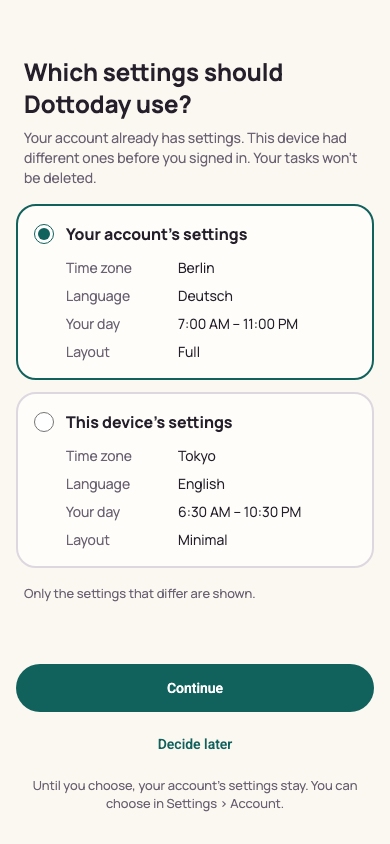 Which settings should
Dottoday use?
Your account already has settings. This device had
different ones before you signed in. Your tasks won't
be deleted.
Your account's settings
Time zone Berlin
Language Deutsch
Your day 7:00 AM – 11:00 PM
Layout Full
This device's settings
Time zone Tokyo
Language English
Your day 6:30 AM – 10:30 PM
Layout Minimal
Only the settings that differ are shown.
Continue
Decide later
Until you choose, your account's settings stay. You can
choose in Settings › Account.